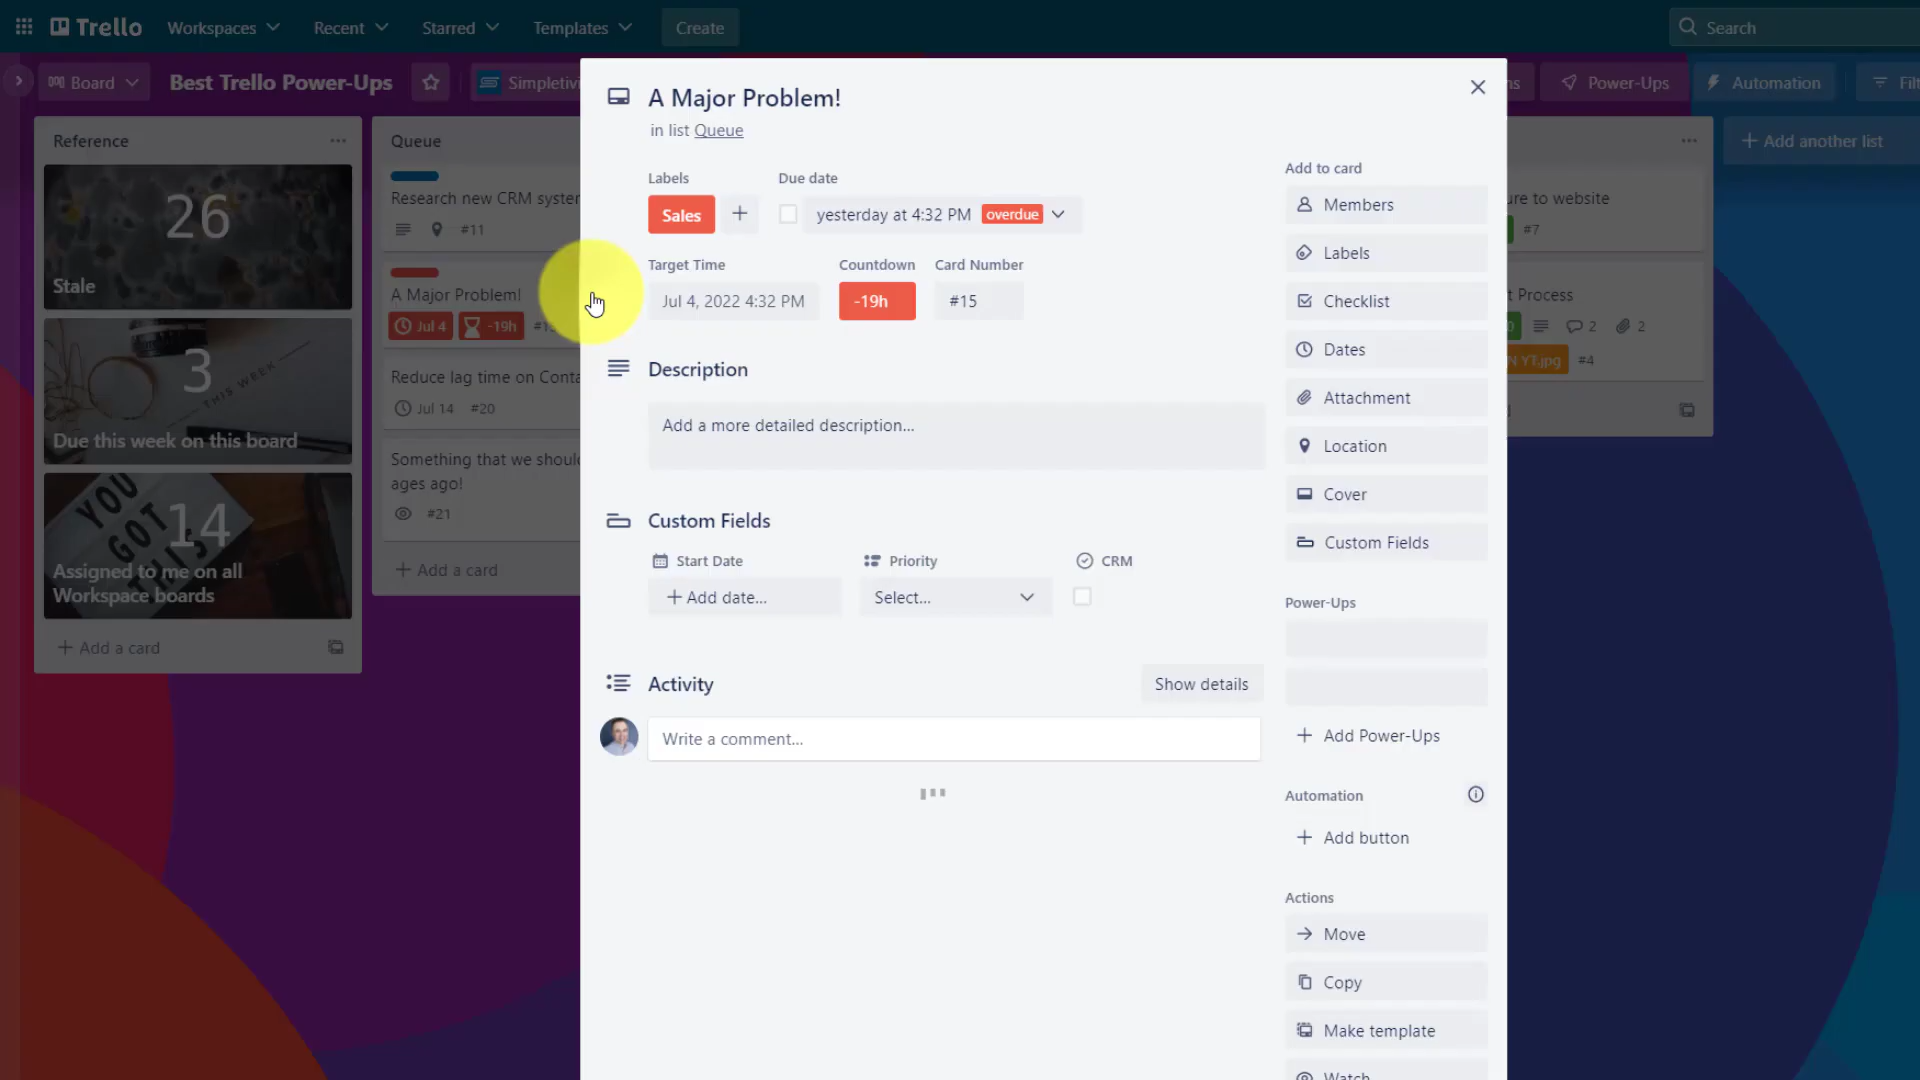 Trello
Workspaces
Recent
Starred
Templates
Create
Search
Board
Best Trello Power-Ups
Power-Ups
Automation
Reference
26
Stale
3
THIS WEEK
Due this week on this board
YOU
GOT
THIS
14
Assigned to me on all
Workspace boards
+ Add a card
Queue
Research new CRM
#11
A Major Problem!
Jul 4
-19h
Reduce lag time on
Jul 14
#20
Something that we
ages ago!
#21
+ Add a card
A Major Problem!
in list Queue
Labels
Sales
+
Due date
yesterday at 4:32 PM
overdue
Target Time
Jul 4, 2022 4:32 PM
Countdown
-19h
Card Number
#15
Description
Add a more detailed description...
Custom Fields
Start Date
+ Add date...
Priority
Select...
CRM
Activity
Show details
Write a comment...
Add to card
Members
Labels
Checklist
Dates
Attachment
Location
Cover
Custom Fields
Power-Ups
+ Add Power-Ups
Automation
+ Add button
Actions
Move
Copy
Make template
Watch
to website
#7
Process
2
2
YT.jpg
#4
+ Add another list